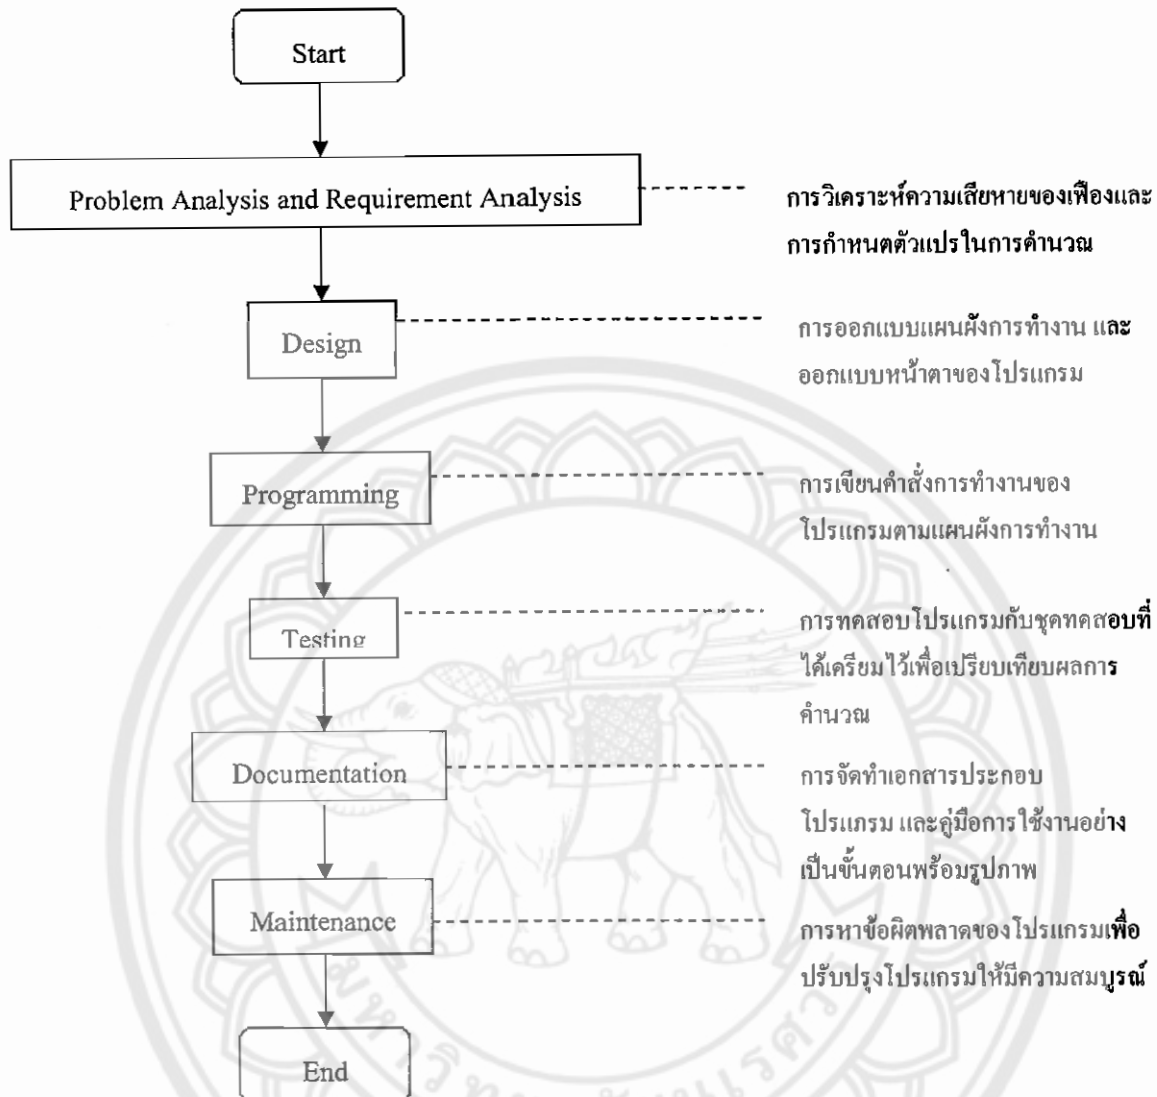 Start
Problem Analysis and Requirement Analysis
การวิเคราะห์ความเสียหายของเฟืองและ
การกำหนดตัวแปรในการคำนวณ
Design
การออกแบบแผนผังการทำงาน และ
ออกแบบหน้าตาของโปรแกรม
Programming
การเขียนคำสั่งการทำงานของ
โปรแกรมตามแผนผังการทำงาน
Testing
การทดสอบโปรแกรมกับชุดทดสอบที่
ได้เตรียมไว้เพื่อเปรียบเทียบผลการ
คำนวณ
Documentation
การจัดทำเอกสารประกอบ
โปรแกรม และคู่มือการใช้งานอย่าง
เป็นขั้นตอนพร้อมรูปภาพ
Maintenance
การหาข้อผิดพลาดของโปรแกรมเพื่อ
ปรับปรุงโปรแกรมให้มีความสมบูรณ์
End